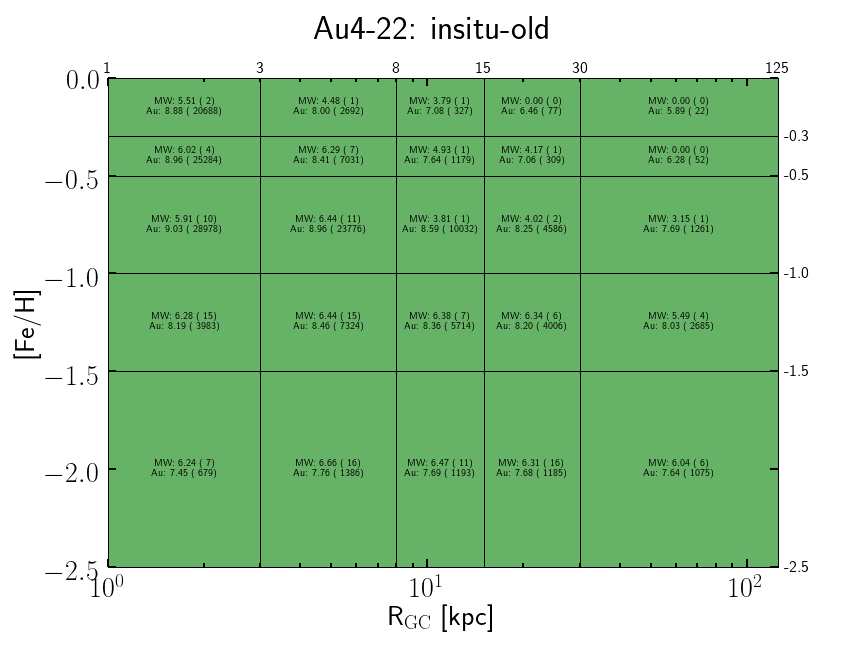 Au4-22: insitu-old
1 3 8 15 30 125
0.0
MW: 5.51 ( 2) MW: 4.48 ( 1) MW: 3.79 ( 1) MW: 0.00 ( 0) MW: 0.00 ( 0)
Au: 8.88 ( 20688) Au: 8.00 ( 2692) Au: 7.08 ( 327) Au: 6.46 ( 77) Au: 5.89 ( 22)
-0.3
MW: 6.02 ( 4) MW: 6.29 ( 7) MW: 4.93 ( 1) MW: 4.17 ( 1) MW: 0.00 ( 0)
Au: 8.96 ( 25284) Au: 8.41 ( 7031) Au: 7.64 ( 1179) Au: 7.06 ( 309) Au: 6.28 ( 52)
−0.5 -0.5
MW: 5.91 ( 10) MW: 6.44 ( 11) MW: 3.81 ( 1) MW: 4.02 ( 2) MW: 3.15 ( 1)
Au: 9.03 ( 28978) Au: 8.96 ( 23776) Au: 8.59 ( 10032) Au: 8.25 ( 4586) Au: 7.69 ( 1261)
−1.0 -1.0
MW: 6.28 ( 15) MW: 6.44 ( 15) MW: 6.38 ( 7) MW: 6.34 ( 6) MW: 5.49 ( 4)
Au: 8.19 ( 3983) Au: 8.46 ( 7324) Au: 8.36 ( 5714) Au: 8.20 ( 4006) Au: 8.03 ( 2685)
[Fe/H]
−1.5 -1.5
MW: 6.24 ( 7) MW: 6.66 ( 16) MW: 6.47 ( 11) MW: 6.31 ( 16) MW: 6.04 ( 6)
Au: 7.45 ( 679) Au: 7.76 ( 1386) Au: 7.69 ( 1193) Au: 7.68 ( 1185) Au: 7.64 ( 1075)
−2.0
−2.5 -2.5
10⁰ 10¹ 10²
R_GC [kpc]